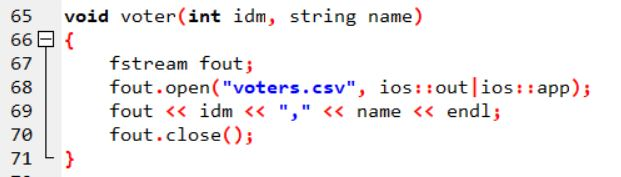 65 void voter(int idm, string name)
66 {
67 fstream fout;
68 fout.open("voters.csv", ios::out|ios::app);
69 fout << idm << "," << name << endl;
70 fout.close();
71 }